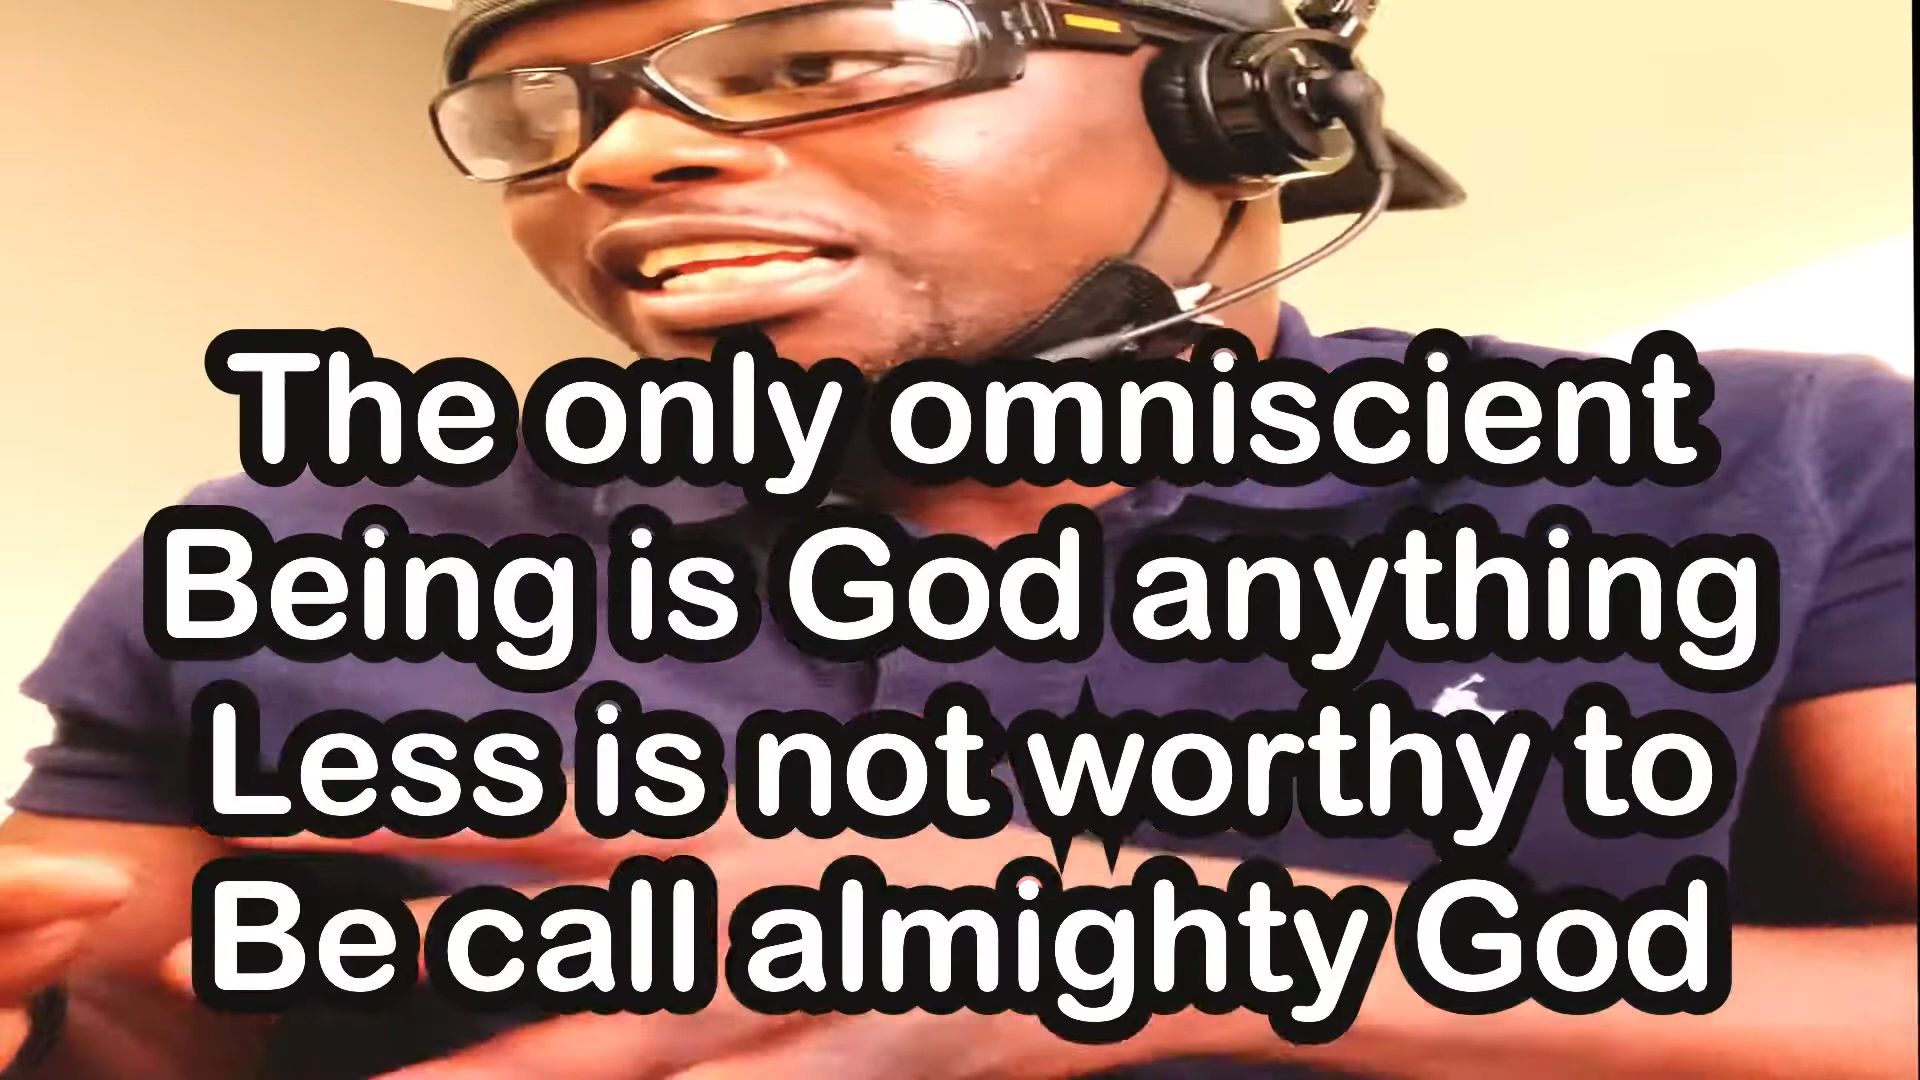 The only omniscient
Being is God anything
Less is not worthy to
Be call almighty God